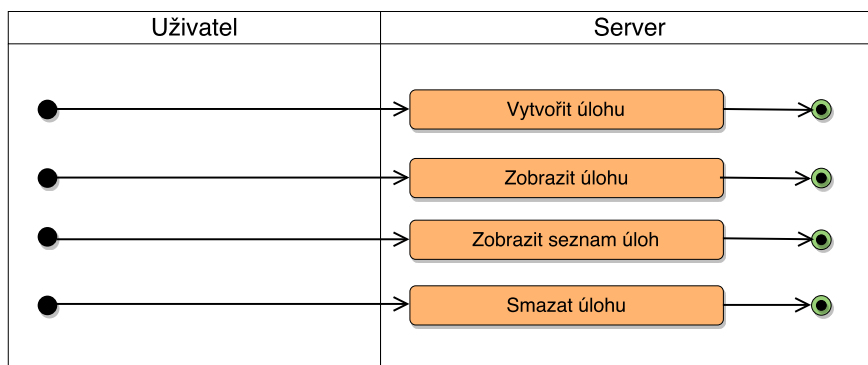 Uživatel
Server
Vytvořit úlohu
Zobrazit úlohu
Zobrazit seznam úloh
Smazat úlohu